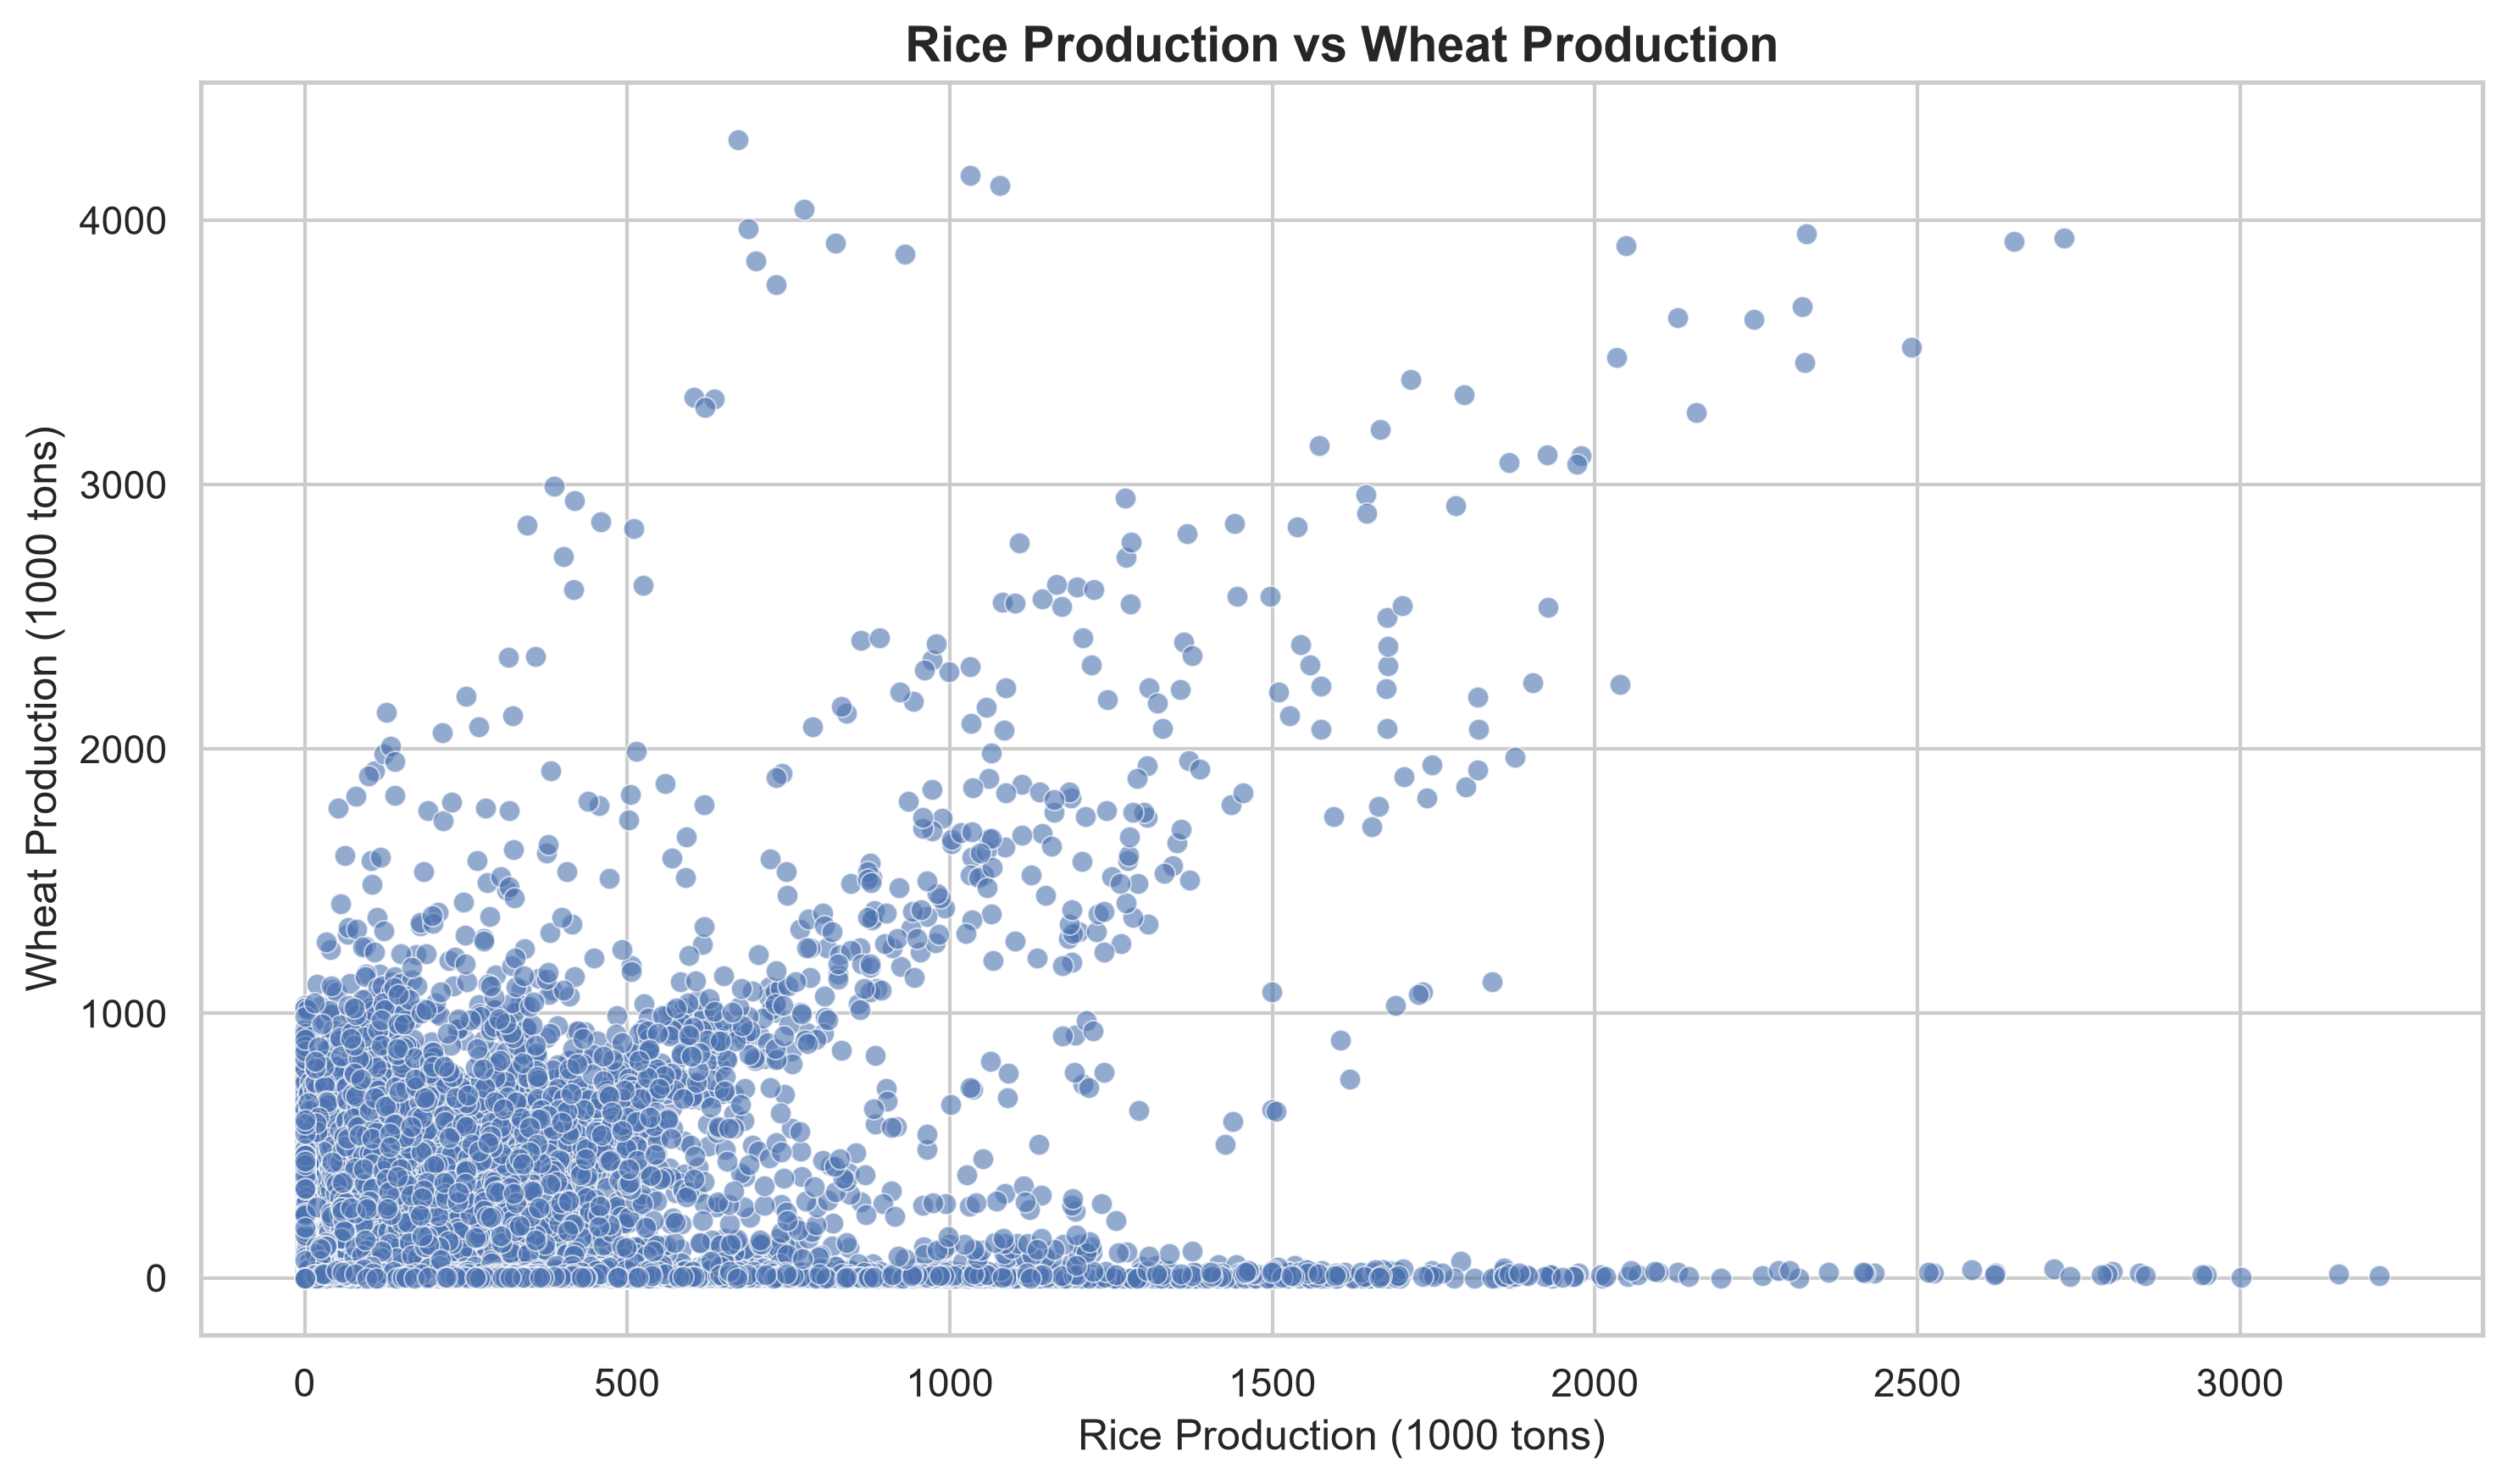 Rice Production vs Wheat Production
Wheat Production (1000 tons)
4000
3000
2000
1000
0
0 500 1000 1500 2000 2500 3000
Rice Production (1000 tons)